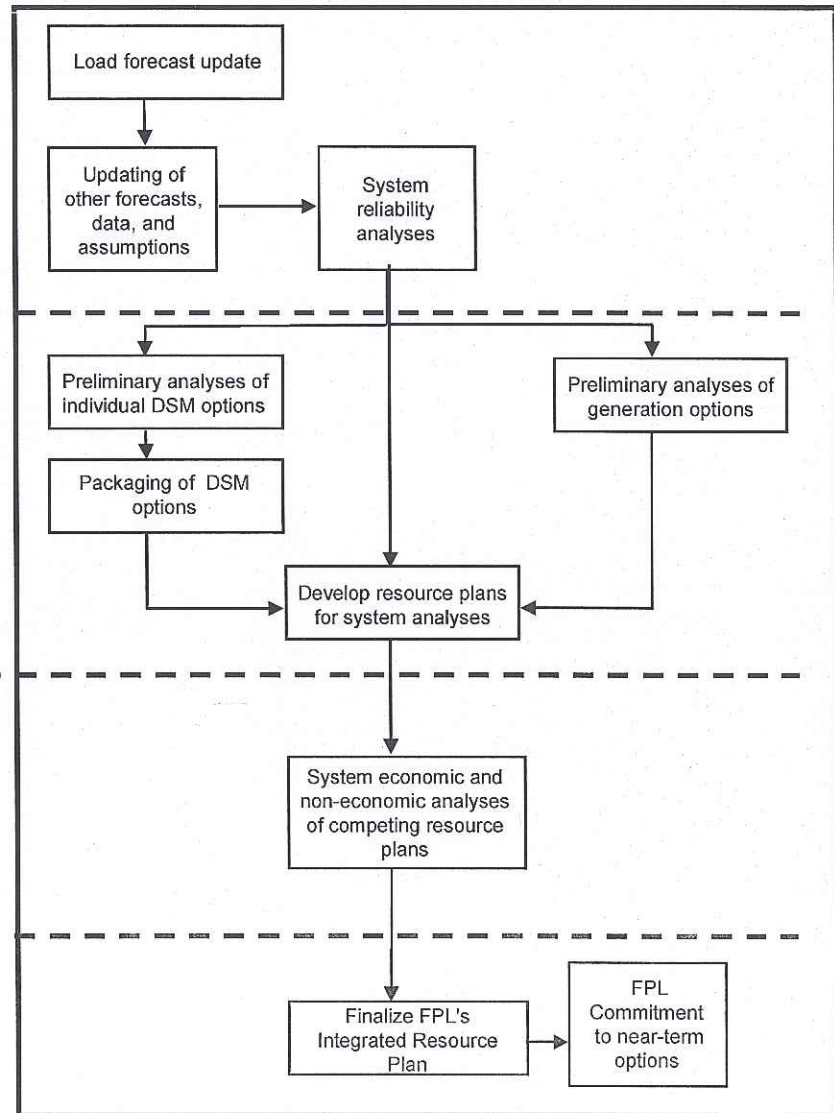 Load forecast update
Updating of
other forecasts,
data, and
assumptions
System
reliability
analyses
Preliminary analyses of
individual DSM options
Preliminary analyses of
generation options
Packaging of DSM
options
Develop resource plans
for system analyses
System economic and
non-economic analyses
of competing resource
plans
Finalize FPL's
Integrated Resource
Plan
FPL
Commitment
to near-term
options